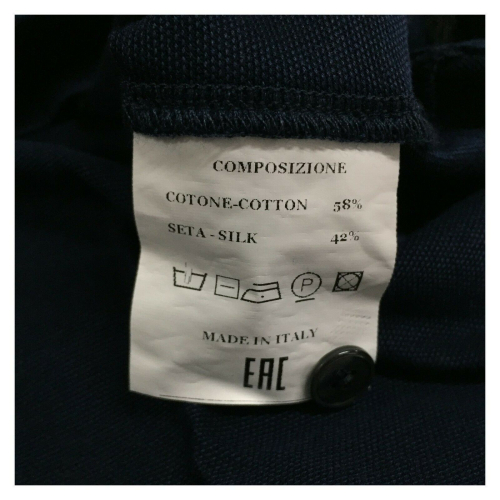 COMPOSIZIONE
COTONE-COTTON 58%
SETA - SILK 42%
P
MADE IN ITALY
EAC